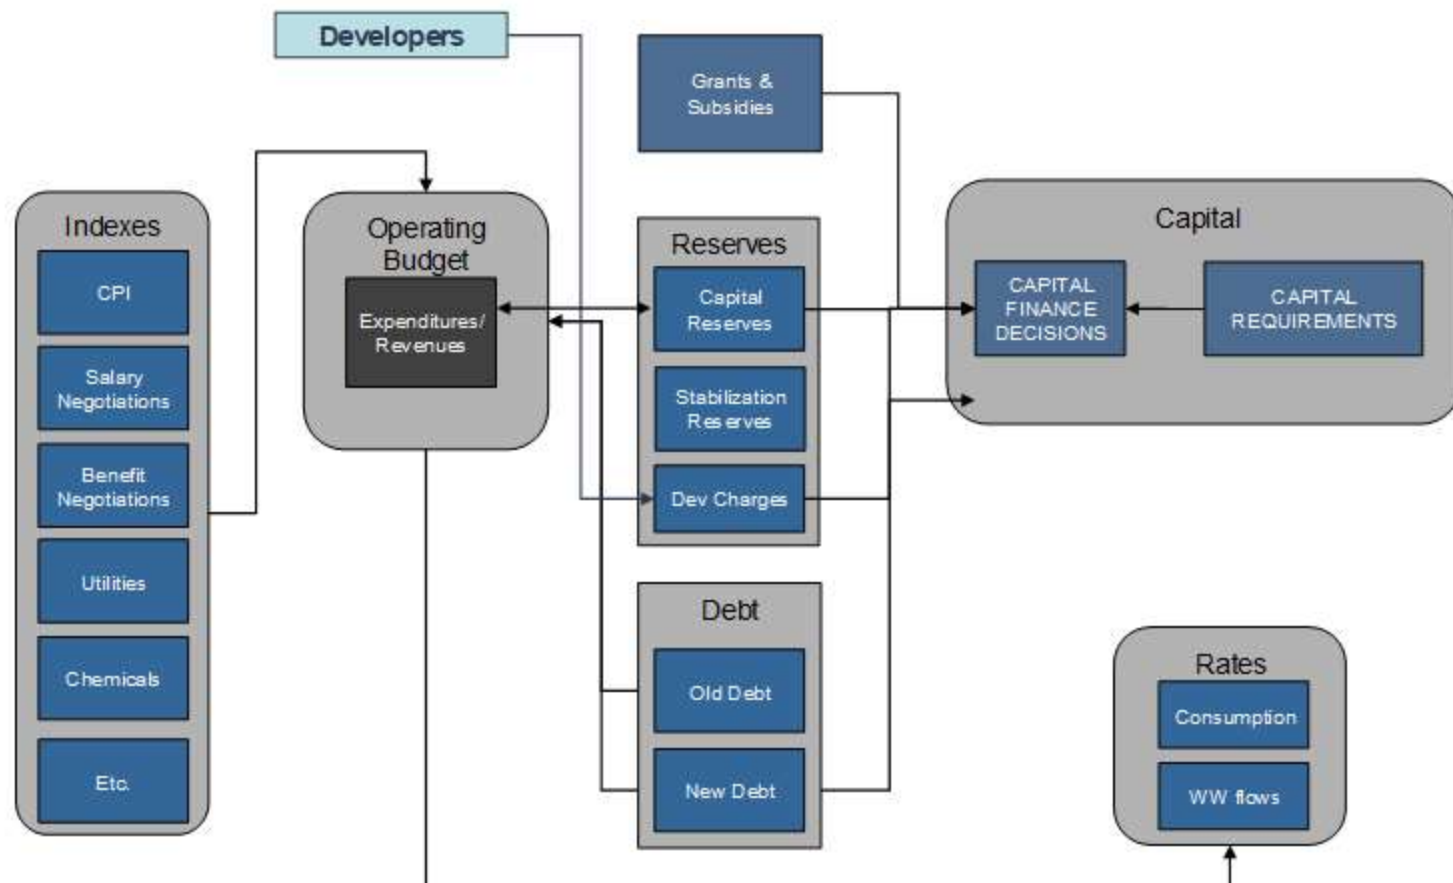 Developers
Grants &
Subsidies
Indexes
CPI
Salary
Negotiations
Benefit
Negotiations
Utilities
Chemicals
Etc.
Operating
Budget
Expenditures/
Revenues
Reserves
Capital
Reserves
Stabilization
Reserves
Dev Charges
Debt
Old Debt
New Debt
Capital
CAPITAL
FINANCE
DECISIONS
CAPITAL
REQUIREMENTS
Rates
Consumption
WW flows